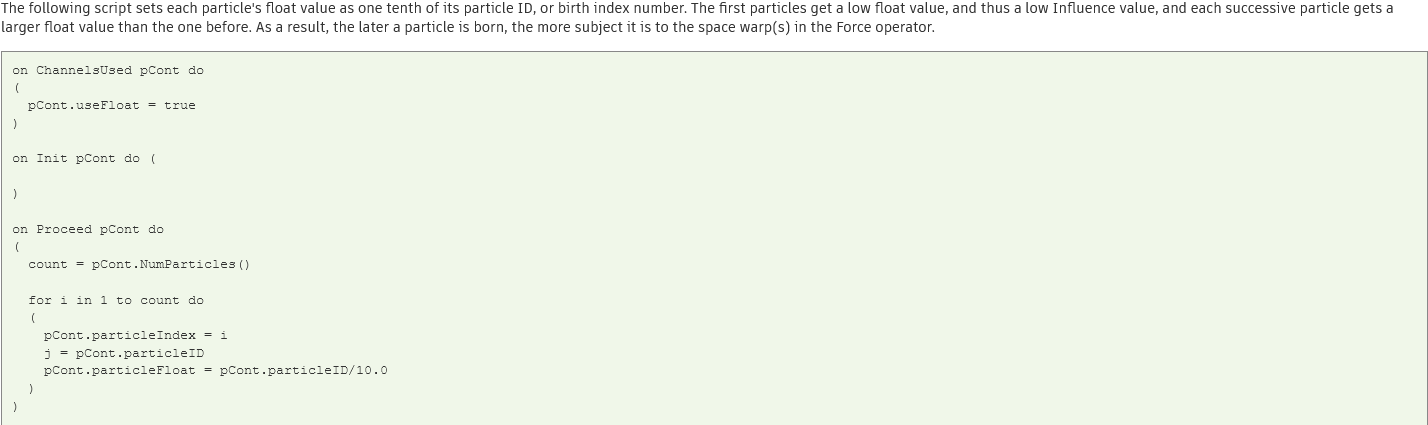 The following script sets each particle's float value as one tenth of its particle ID, or birth index number. The first particles get a low float value, and thus a low Influence value, and each successive particle gets a
larger float value than the one before. As a result, the later a particle is born, the more subject it is to the space warp(s) in the Force operator.
on ChannelsUsed pCont do
(
  pCont.useFloat = true
)
on Init pCont do (
)
on Proceed pCont do
(
  count = pCont.NumParticles()
  for i in 1 to count do
  (
    pCont.particleIndex = i
    j = pCont.particleID
    pCont.particleFloat = pCont.particleID/10.0
  )
)